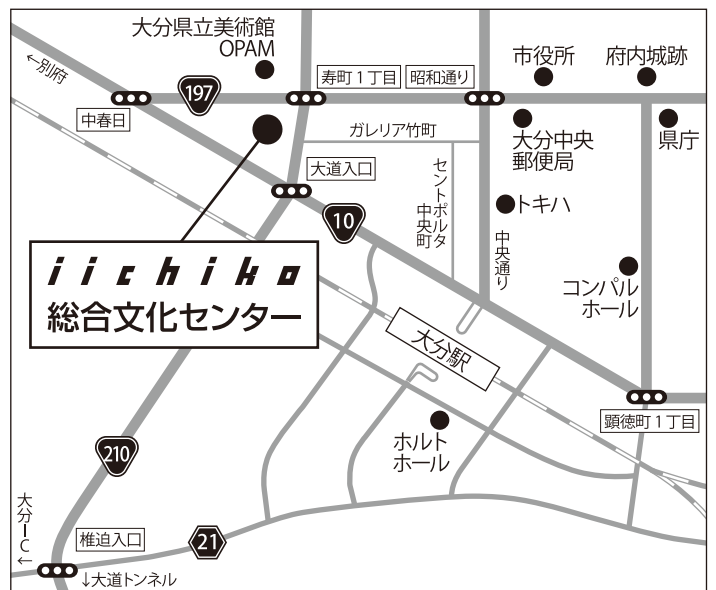 大分県立美術館
OPAM
←別府
197
寿町1丁目
昭和通り
市役所
府内城跡
中春日
ガレリア竹町
大分中央
郵便局
県庁
大道入口
セントポルタ
中央町
トキハ
10
中央通り
iichiko
総合文化センター
コンパル
ホール
大分駅
顕徳町1丁目
ホルト
ホール
210
大分IC←
椎迫入口
21
↓大道トンネル